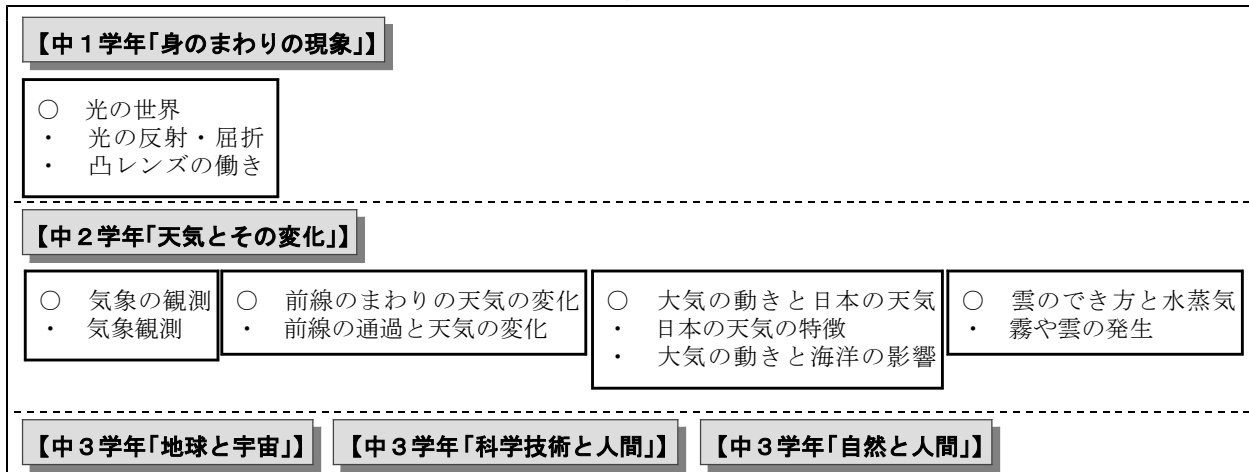 【中１学年「身のまわりの現象」】
○　光の世界
・　光の反射・屈折
・　凸レンズの働き
【中２学年「天気とその変化」】
○　気象の観測
・　気象観測
○　前線のまわりの天気の変化
・　前線の通過と天気の変化
○　大気の動きと日本の天気
・　日本の天気の特徴
・　大気の動きと海洋の影響
○　雲のでき方と水蒸気
・　霧や雲の発生
【中３学年「地球と宇宙」】
【中３学年「科学技術と人間」】
【中３学年「自然と人間」】